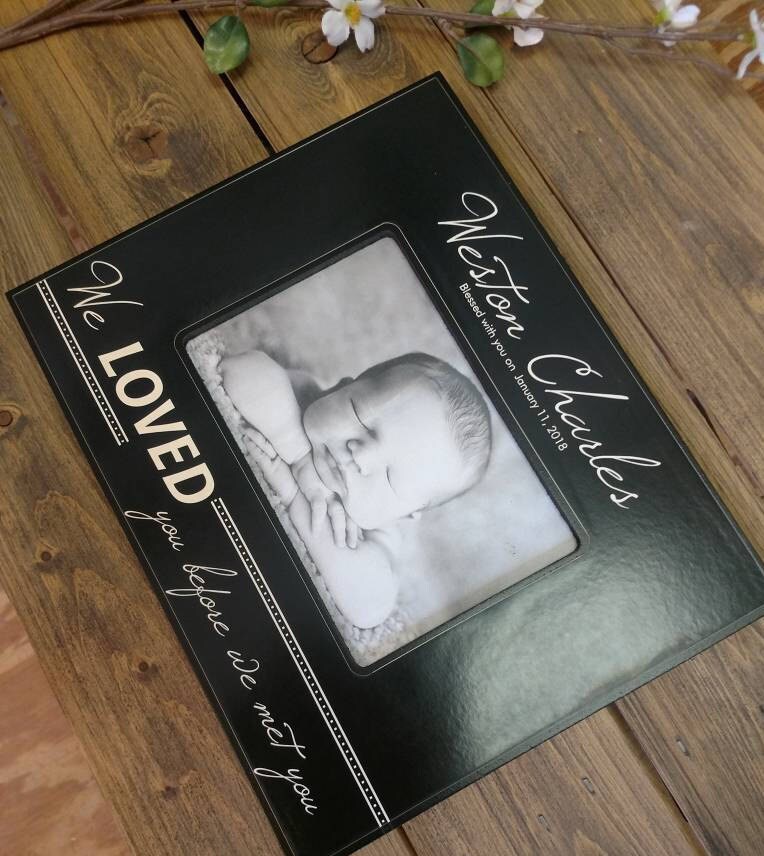 Weston Charles
Blessed with you on January 11, 2018
We LOVED
you before we met you